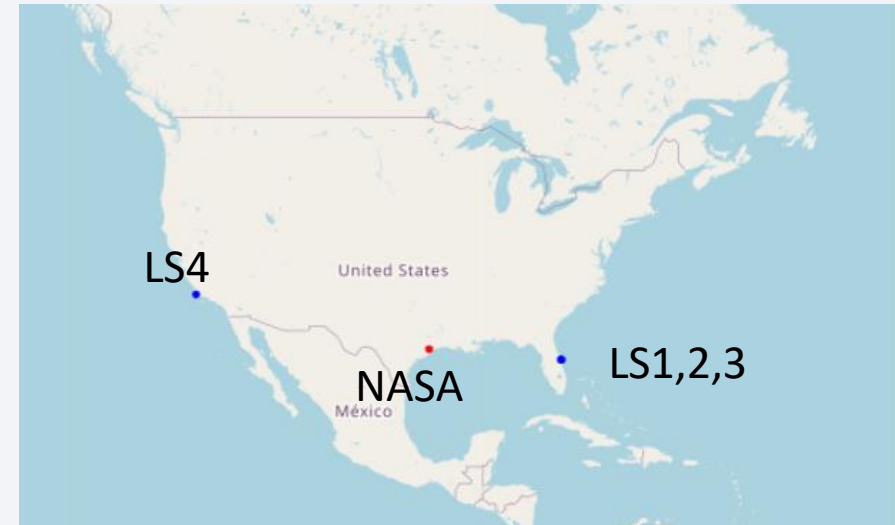 LS4
United States
LS1,2,3
NASA
México